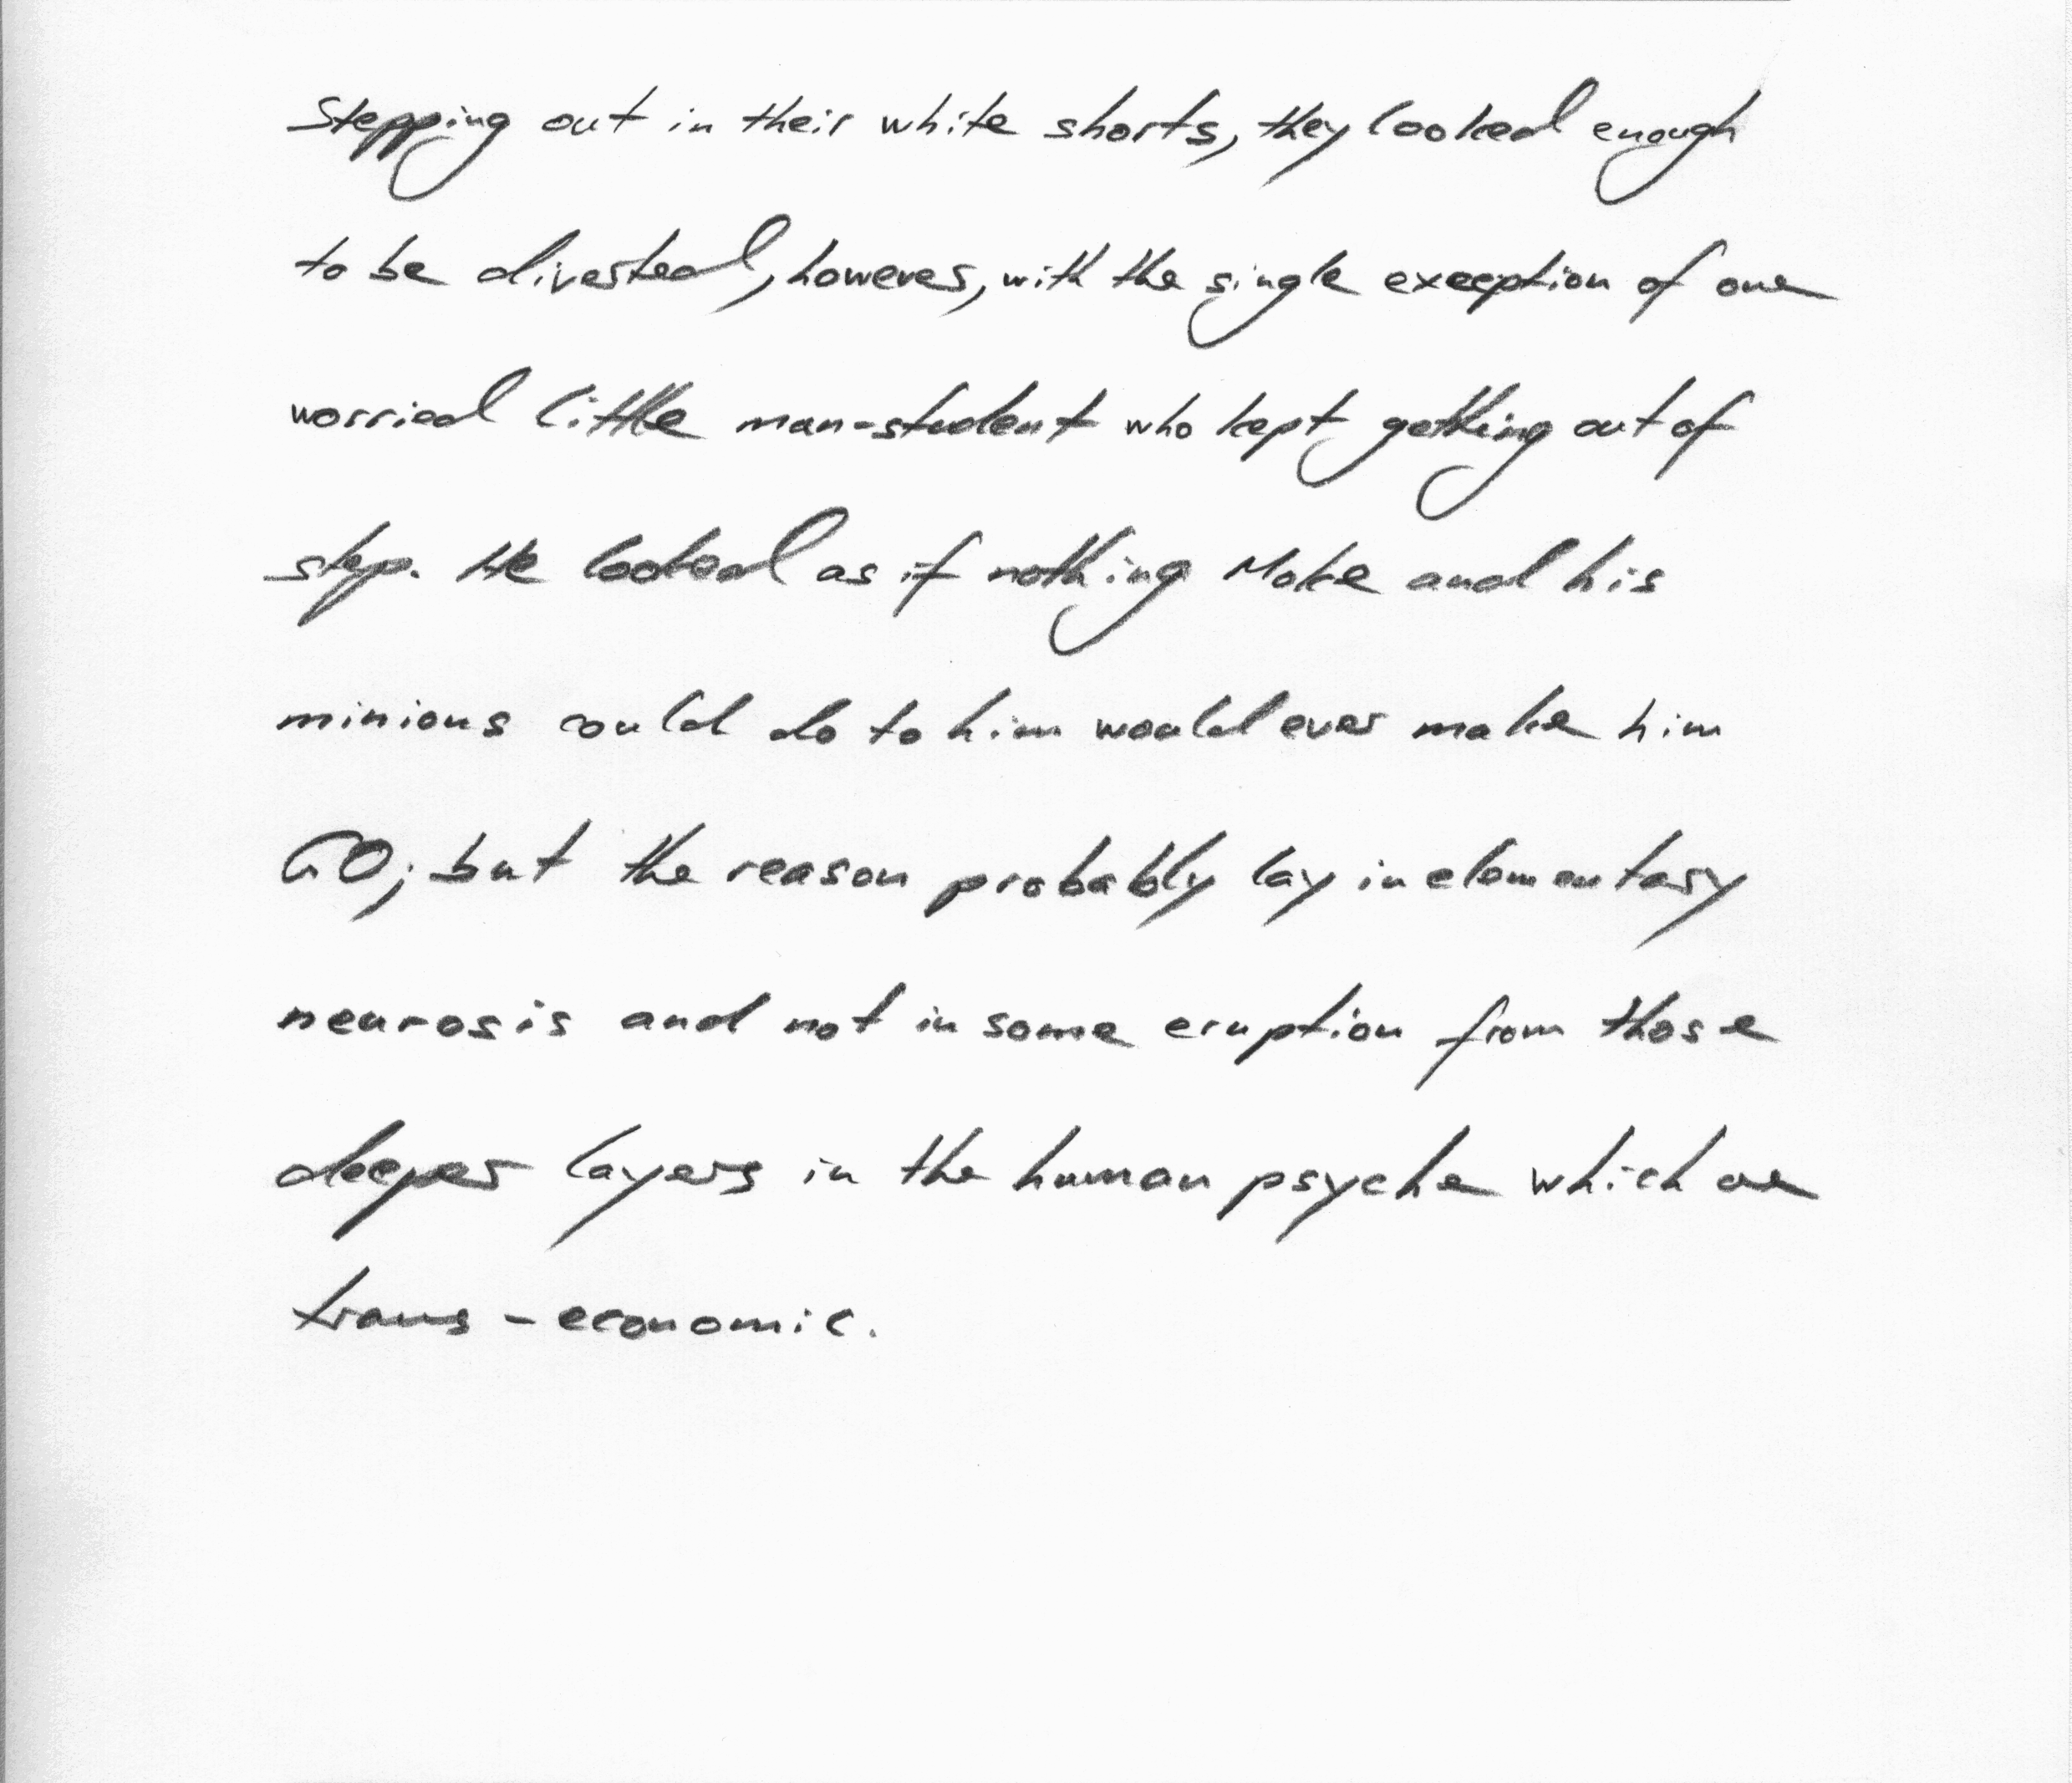 Stepping out in their white shorts, they looked enough
to be divested, however, with the single exception of one
worried little man-student who kept getting out of
step. He looked as if nothing Moke and his
minions could do to him would ever make him
GO; but the reason probably lay in elementary
neurosis and not in some eruption from those
deeper layers in the human psyche which are
trans-economic.